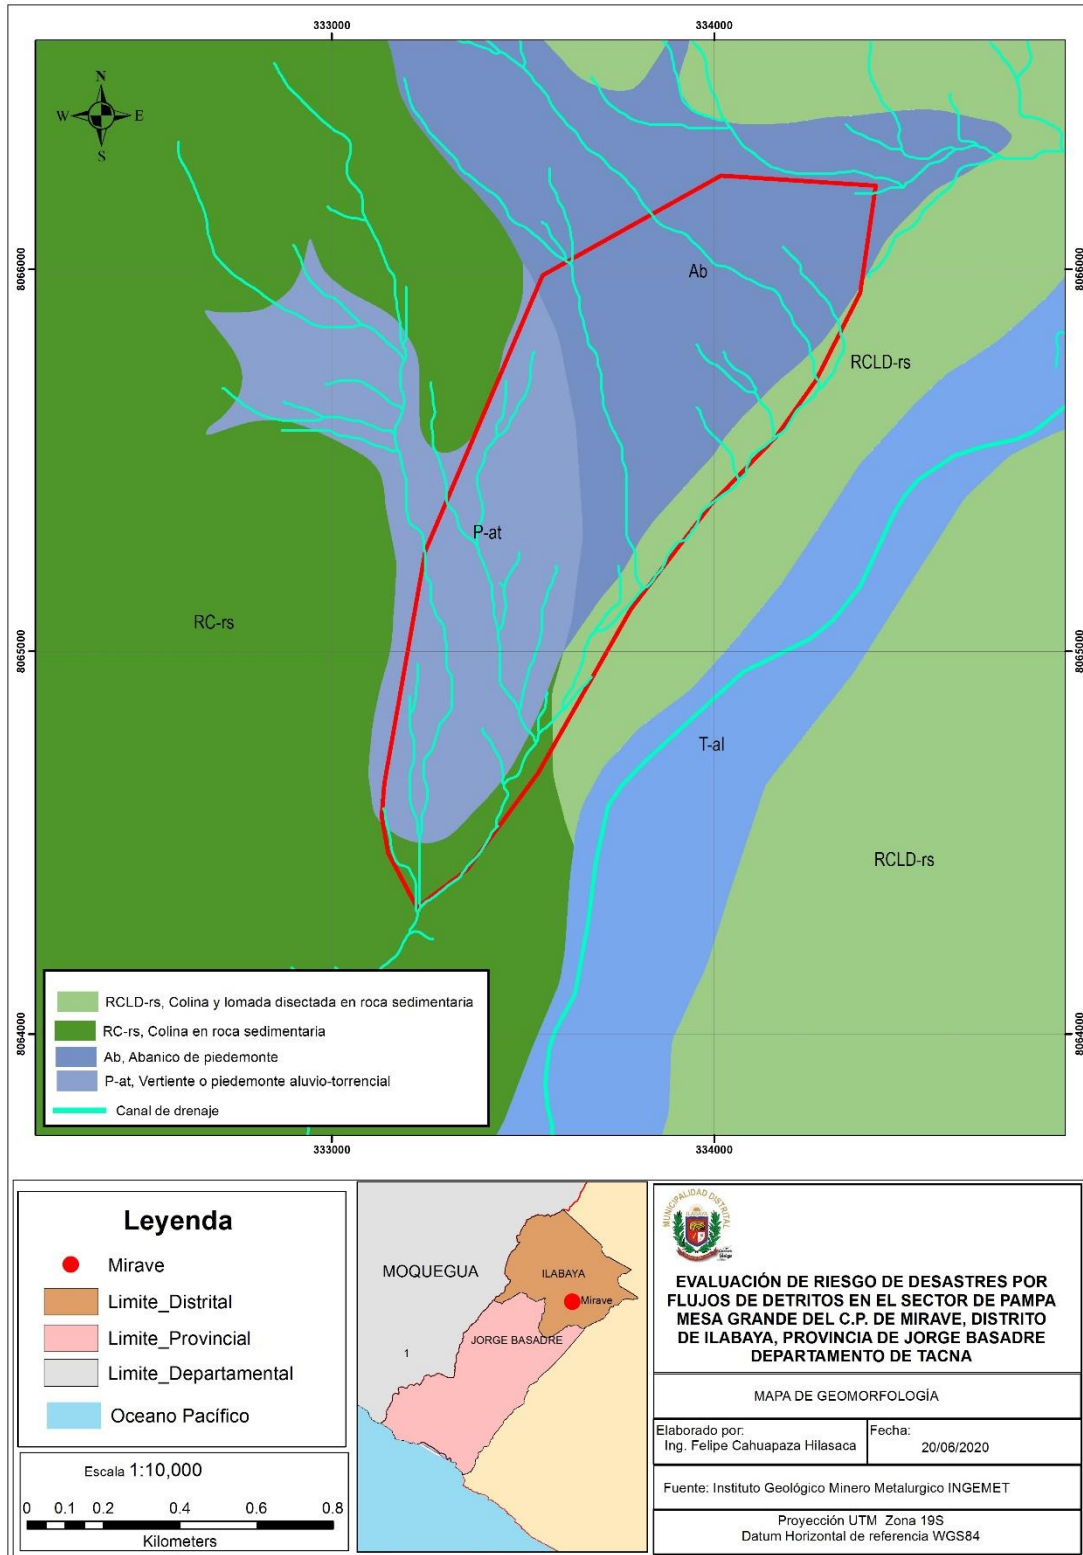 333000
334000
N
W
E
S
8066000
8066000
Ab
RCLD-rs
P-at
RC-rs
8065000
8065000
T-al
RCLD-rs
8064000
8064000
RCLD-rs, Colina y lomada disectada en roca sedimentaria
RC-rs, Colina en roca sedimentaria
Ab, Abanico de piedemonte
P-at, Vertiente o piedemonte aluvio-torrencial
Canal de drenaje
333000
334000
Leyenda
Mirave
Limite_Distrital
Limite_Provincial
Limite_Departamental
Oceano Pacífico
Escala 1:10,000
0 0.1 0.2 0.4 0.6 0.8
Kilometers
MOQUEGUA
ILABAYA
Mirave
JORGE BASADRE
1
MUNICIPALIDAD DISTRITAL
EVALUACIÓN DE RIESGO DE DESASTRES POR
FLUJOS DE DETRITOS EN EL SECTOR DE PAMPA
MESA GRANDE DEL C.P. DE MIRAVE, DISTRITO
DE ILABAYA, PROVINCIA DE JORGE BASADRE
DEPARTAMENTO DE TACNA
MAPA DE GEOMORFOLOGÍA
Elaborado por:
Ing. Felipe Cahuapaza Hilasaca
Fecha:
20/06/2020
Fuente: Instituto Geológico Minero Metalurgico INGEMET
Proyección UTM Zona 19S
Datum Horizontal de referencia WGS84